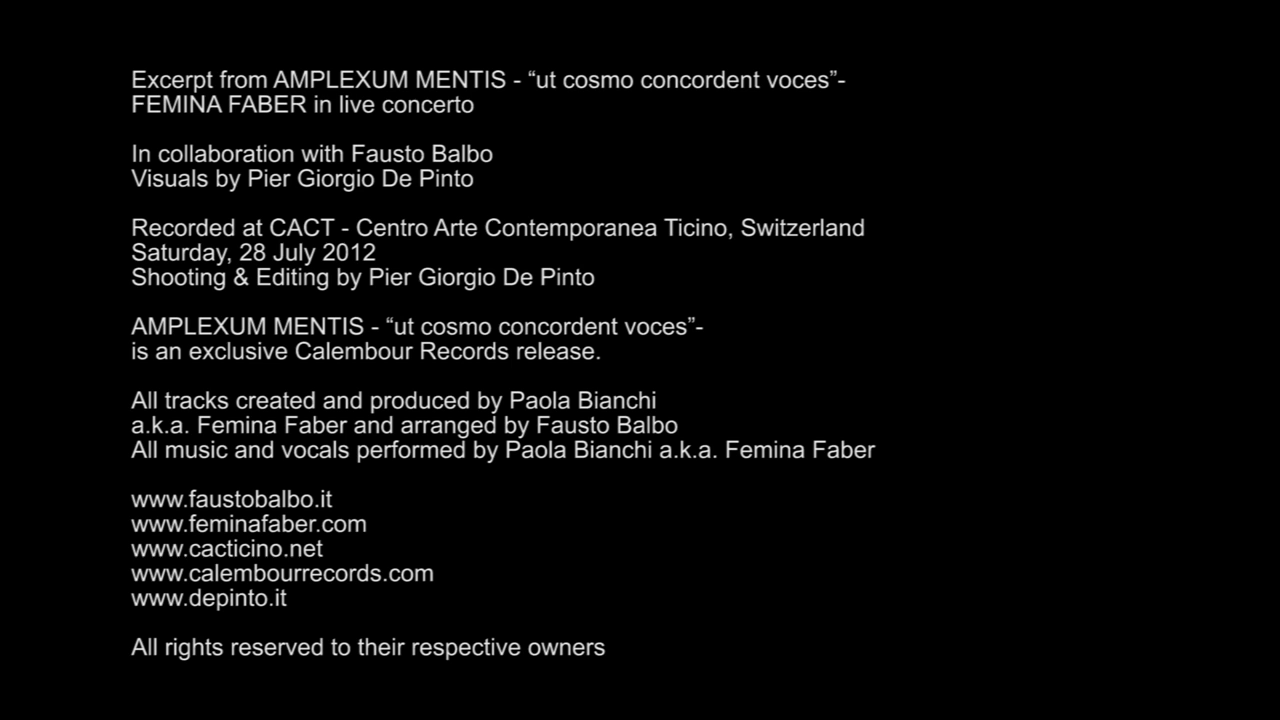 Excerpt from AMPLEXUM MENTIS - “ut cosmo concordent voces”-
FEMINA FABER in live concerto
In collaboration with Fausto Balbo
Visuals by Pier Giorgio De Pinto
Recorded at CACT - Centro Arte Contemporanea Ticino, Switzerland
Saturday, 28 July 2012
Shooting & Editing by Pier Giorgio De Pinto
AMPLEXUM MENTIS - “ut cosmo concordent voces”-
is an exclusive Calembour Records release.
All tracks created and produced by Paola Bianchi
a.k.a. Femina Faber and arranged by Fausto Balbo
All music and vocals performed by Paola Bianchi a.k.a. Femina Faber
www.faustobalbo.it
www.feminafaber.com
www.cacticino.net
www.calembourrecords.com
www.depinto.it
All rights reserved to their respective owners